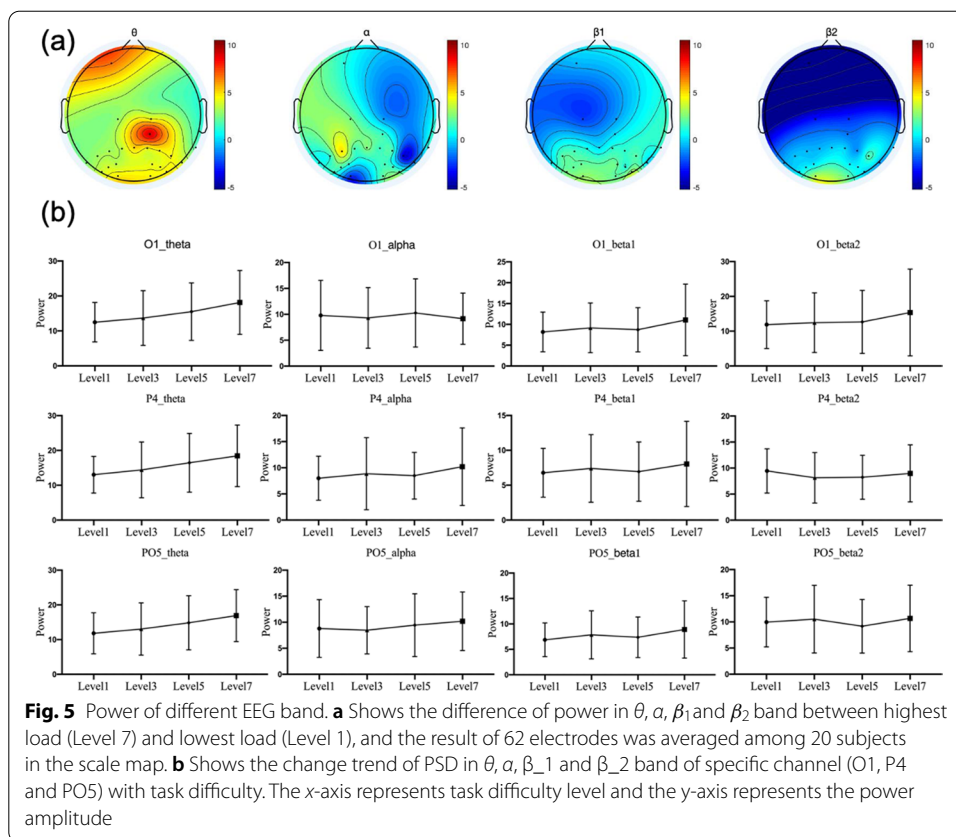 (a)
θ α β1 β2
10 10 10 10
5 5 5 5
0 0 0 0
-5 -5 -5 -5
(b)
O1_theta O1_alpha O1_beta1 O1_beta2
Power
30 20 10 0
Level1 Level3 Level5 Level7
Power
20 15 10 5 0
Level1 Level3 Level5 Level7
Power
25 20 15 10 5 0
Level1 Level3 Level5 Level7
Power
30 20 10 0
Level1 Level3 Level5 Level7
P4_theta P4_alpha P4_beta1 P4_beta2
Power
30 20 10 0
Level1 Level3 Level5 Level7
Power
20 15 10 5 0
Level1 Level3 Level5 Level7
Power
15 10 5 0
Level1 Level3 Level5 Level7
Power
20 15 10 5 0
Level1 Level3 Level5 Level7
PO5_theta PO5_alpha PO5_beta1 PO5_beta2
Power
30 20 10 0
Level1 Level3 Level5 Level7
Power
20 15 10 5 0
Level1 Level3 Level5 Level7
Power
20 15 10 5 0
Level1 Level3 Level5 Level7
Power
20 15 10 5 0
Level1 Level3 Level5 Level7
Fig. 5 Power of different EEG band. a Shows the difference of power in θ, α, β1 and β2 band between highest
load (Level 7) and lowest load (Level 1), and the result of 62 electrodes was averaged among 20 subjects
in the scale map. b Shows the change trend of PSD in θ, α, β_1 and β_2 band of specific channel (O1, P4
and PO5) with task difficulty. The x-axis represents task difficulty level and the y-axis represents the power
amplitude